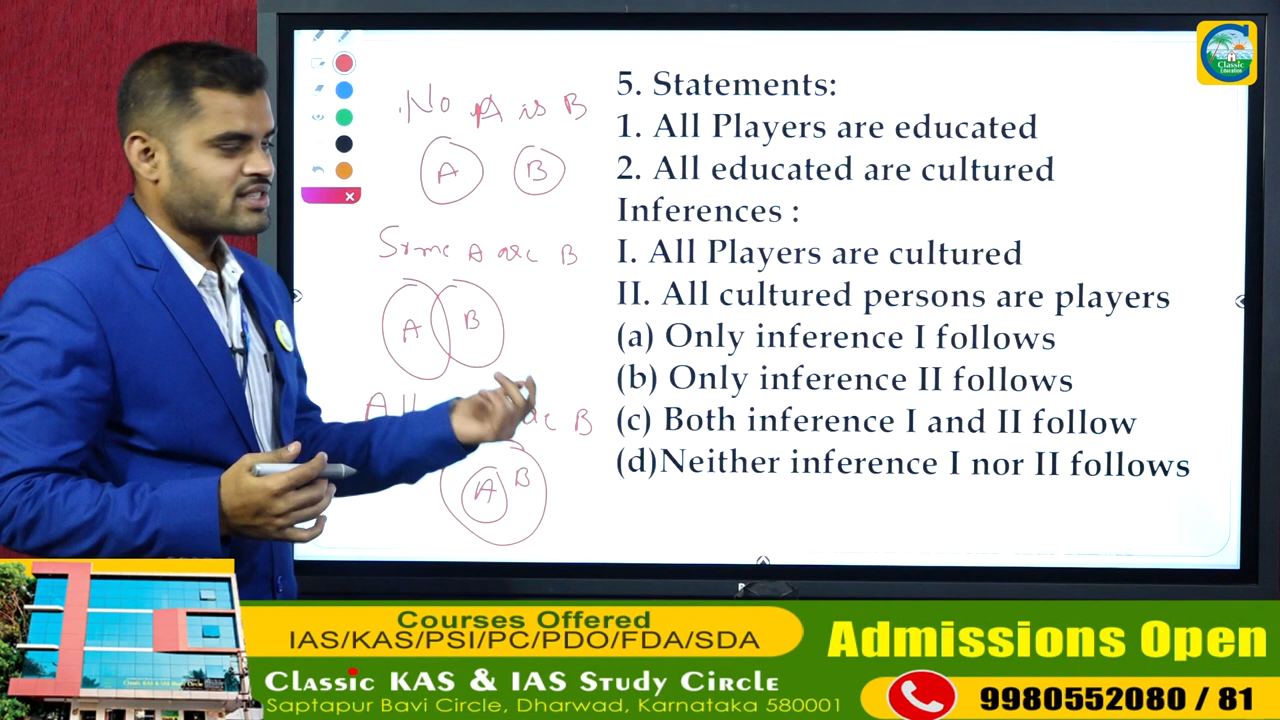 No A is B
A B
Some A are B
A B
All are B
A B
5. Statements:
1. All Players are educated
2. All educated are cultured
Inferences :
I. All Players are cultured
II. All cultured persons are players
(a) Only inference I follows
(b) Only inference II follows
(c) Both inference I and II follow
(d)Neither inference I nor II follows
Classic
Education
Courses Offered
IAS/KAS/PSI/PC/PDO/FDA/SDA
Classic KAS & IAS Study Circle
Saptapur Bavi Circle, Dharwad, Karnataka 580001
Admissions Open
9980552080 / 81